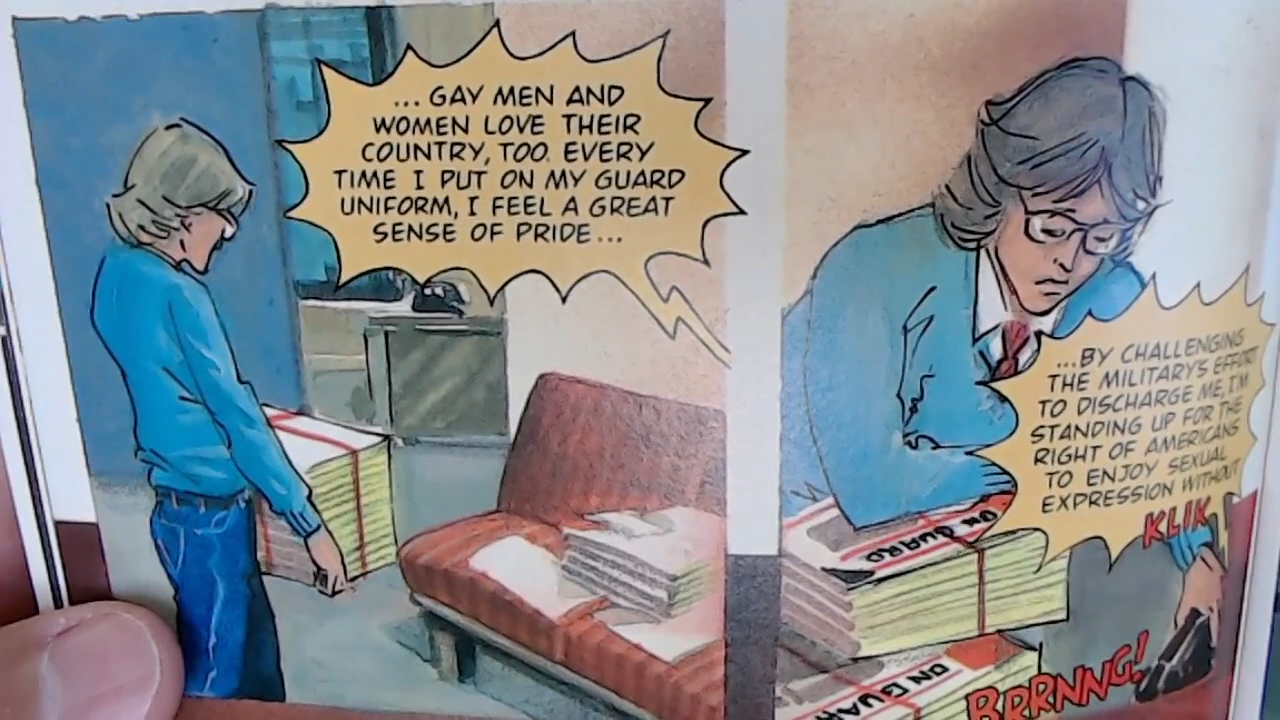 ... GAY MEN AND
WOMEN LOVE THEIR
COUNTRY, TOO. EVERY
TIME I PUT ON MY GUARD
UNIFORM, I FEEL A GREAT
SENSE OF PRIDE...
...BY CHALLENGING
THE MILITARY'S EFFORT
TO DISCHARGE ME, I'M
STANDING UP FOR THE
RIGHT OF AMERICANS
TO ENJOY SEXUAL
EXPRESSION WITHOUT
KLIK
ON GUARD
BRRNNG!
ON GUAR